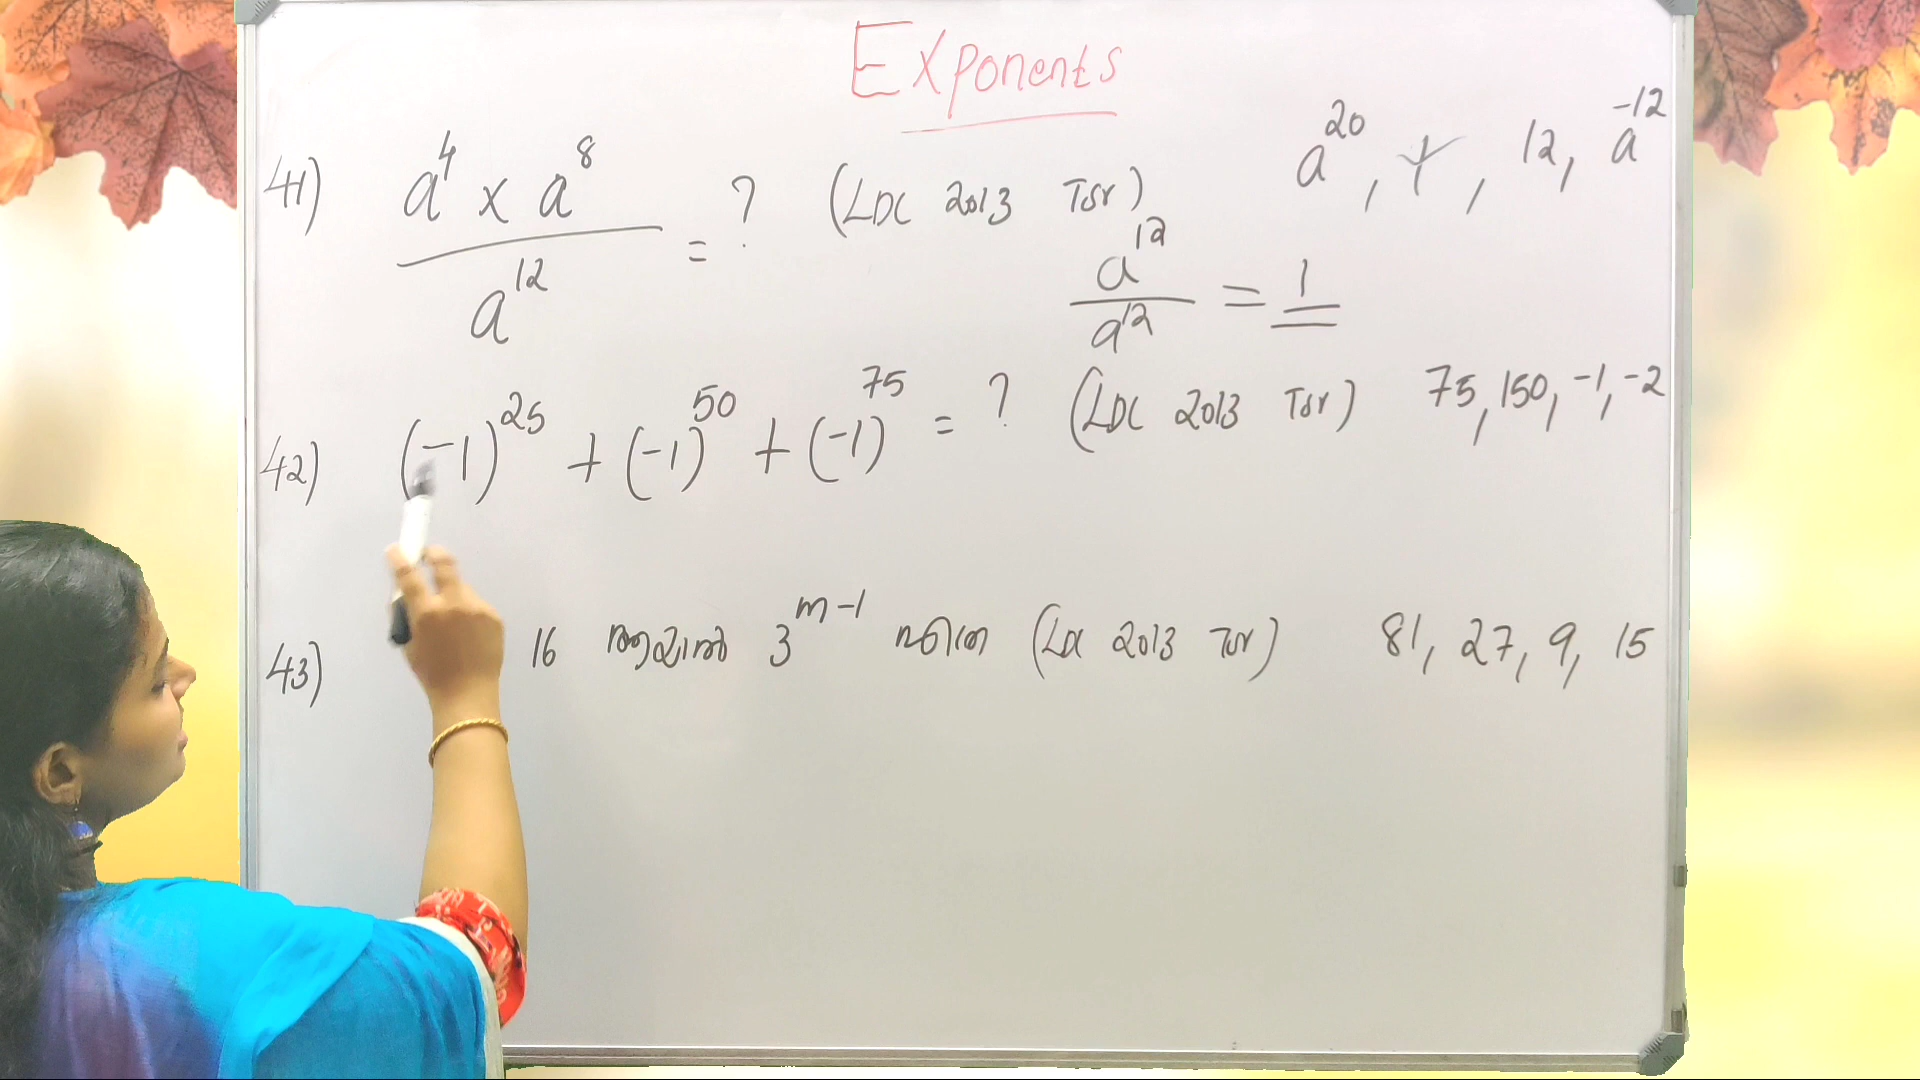 Exponents
41) a⁴ x a⁸ / a¹² = ? (LDC 2013 Tsr) a²⁰, 1, 12, a⁻¹²
a¹² / a¹² = 1
42) (-1)²⁵ + (-1)⁵⁰ + (-1)⁷⁵ = ? (LDC 2013 Tsr) 75, 150, -1, -2
43) 16 ആയാൽ 3ᵐ⁻¹ (LDC 2013 Tsr) 81, 27, 9, 15